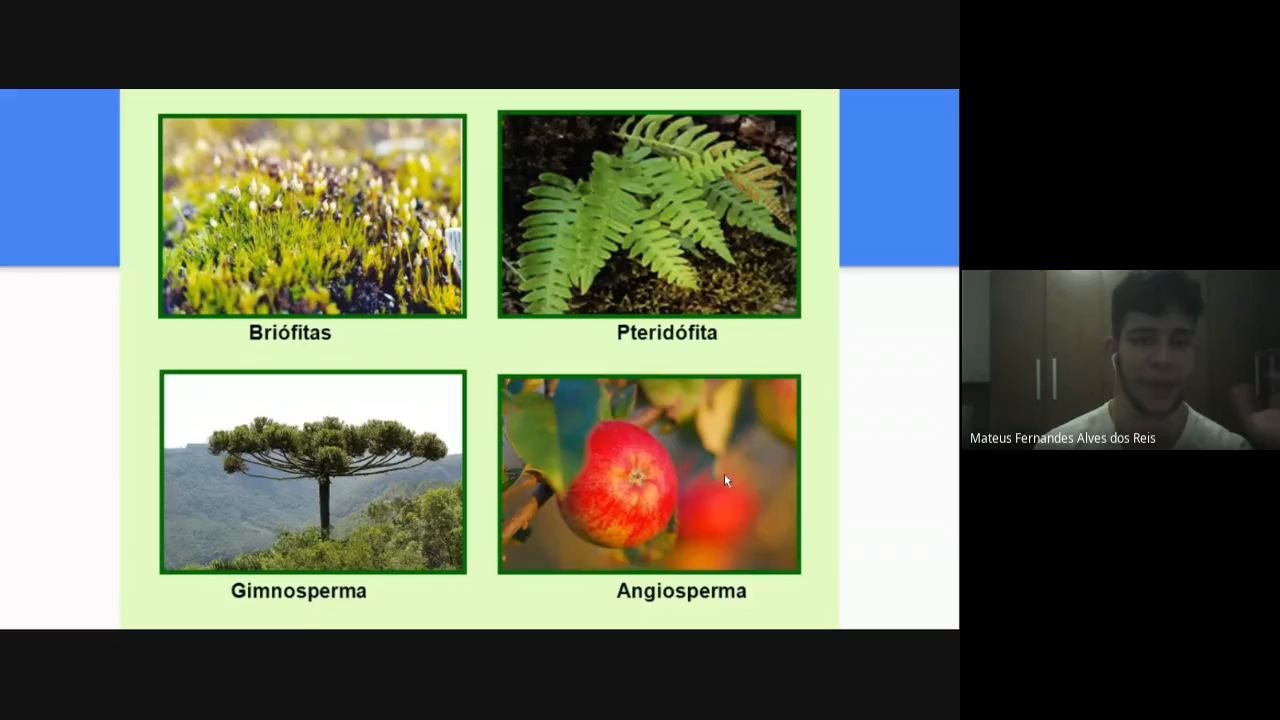 Briófitas
Pteridófita
Gimnosperma
Angiosperma
Mateus Fernandes Alves dos Reis